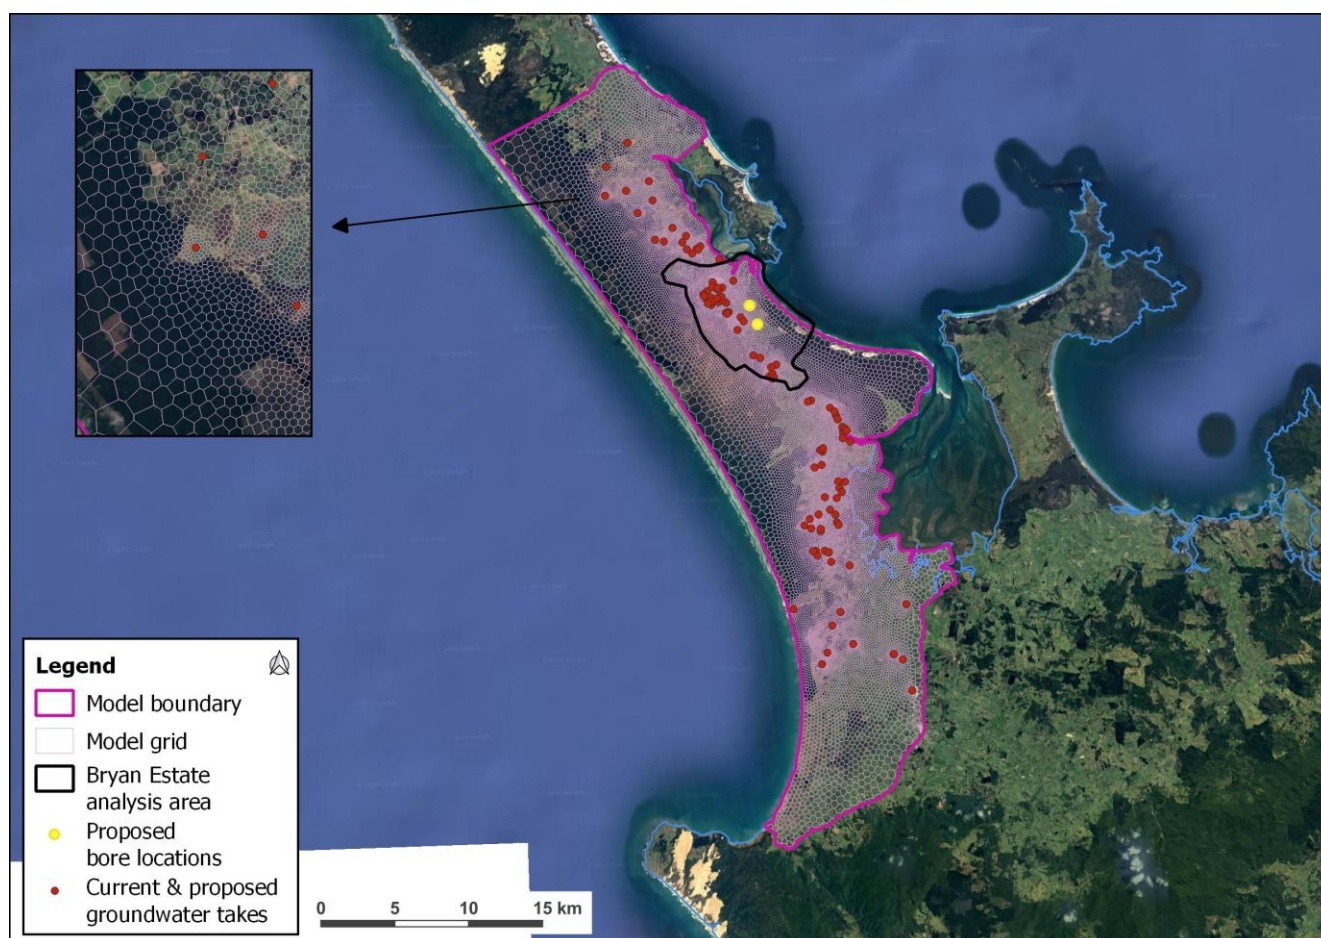 Legend
Model boundary
Model grid
Bryan Estate
analysis area
Proposed
bore locations
Current & proposed
groundwater takes
0 5 10 15 km